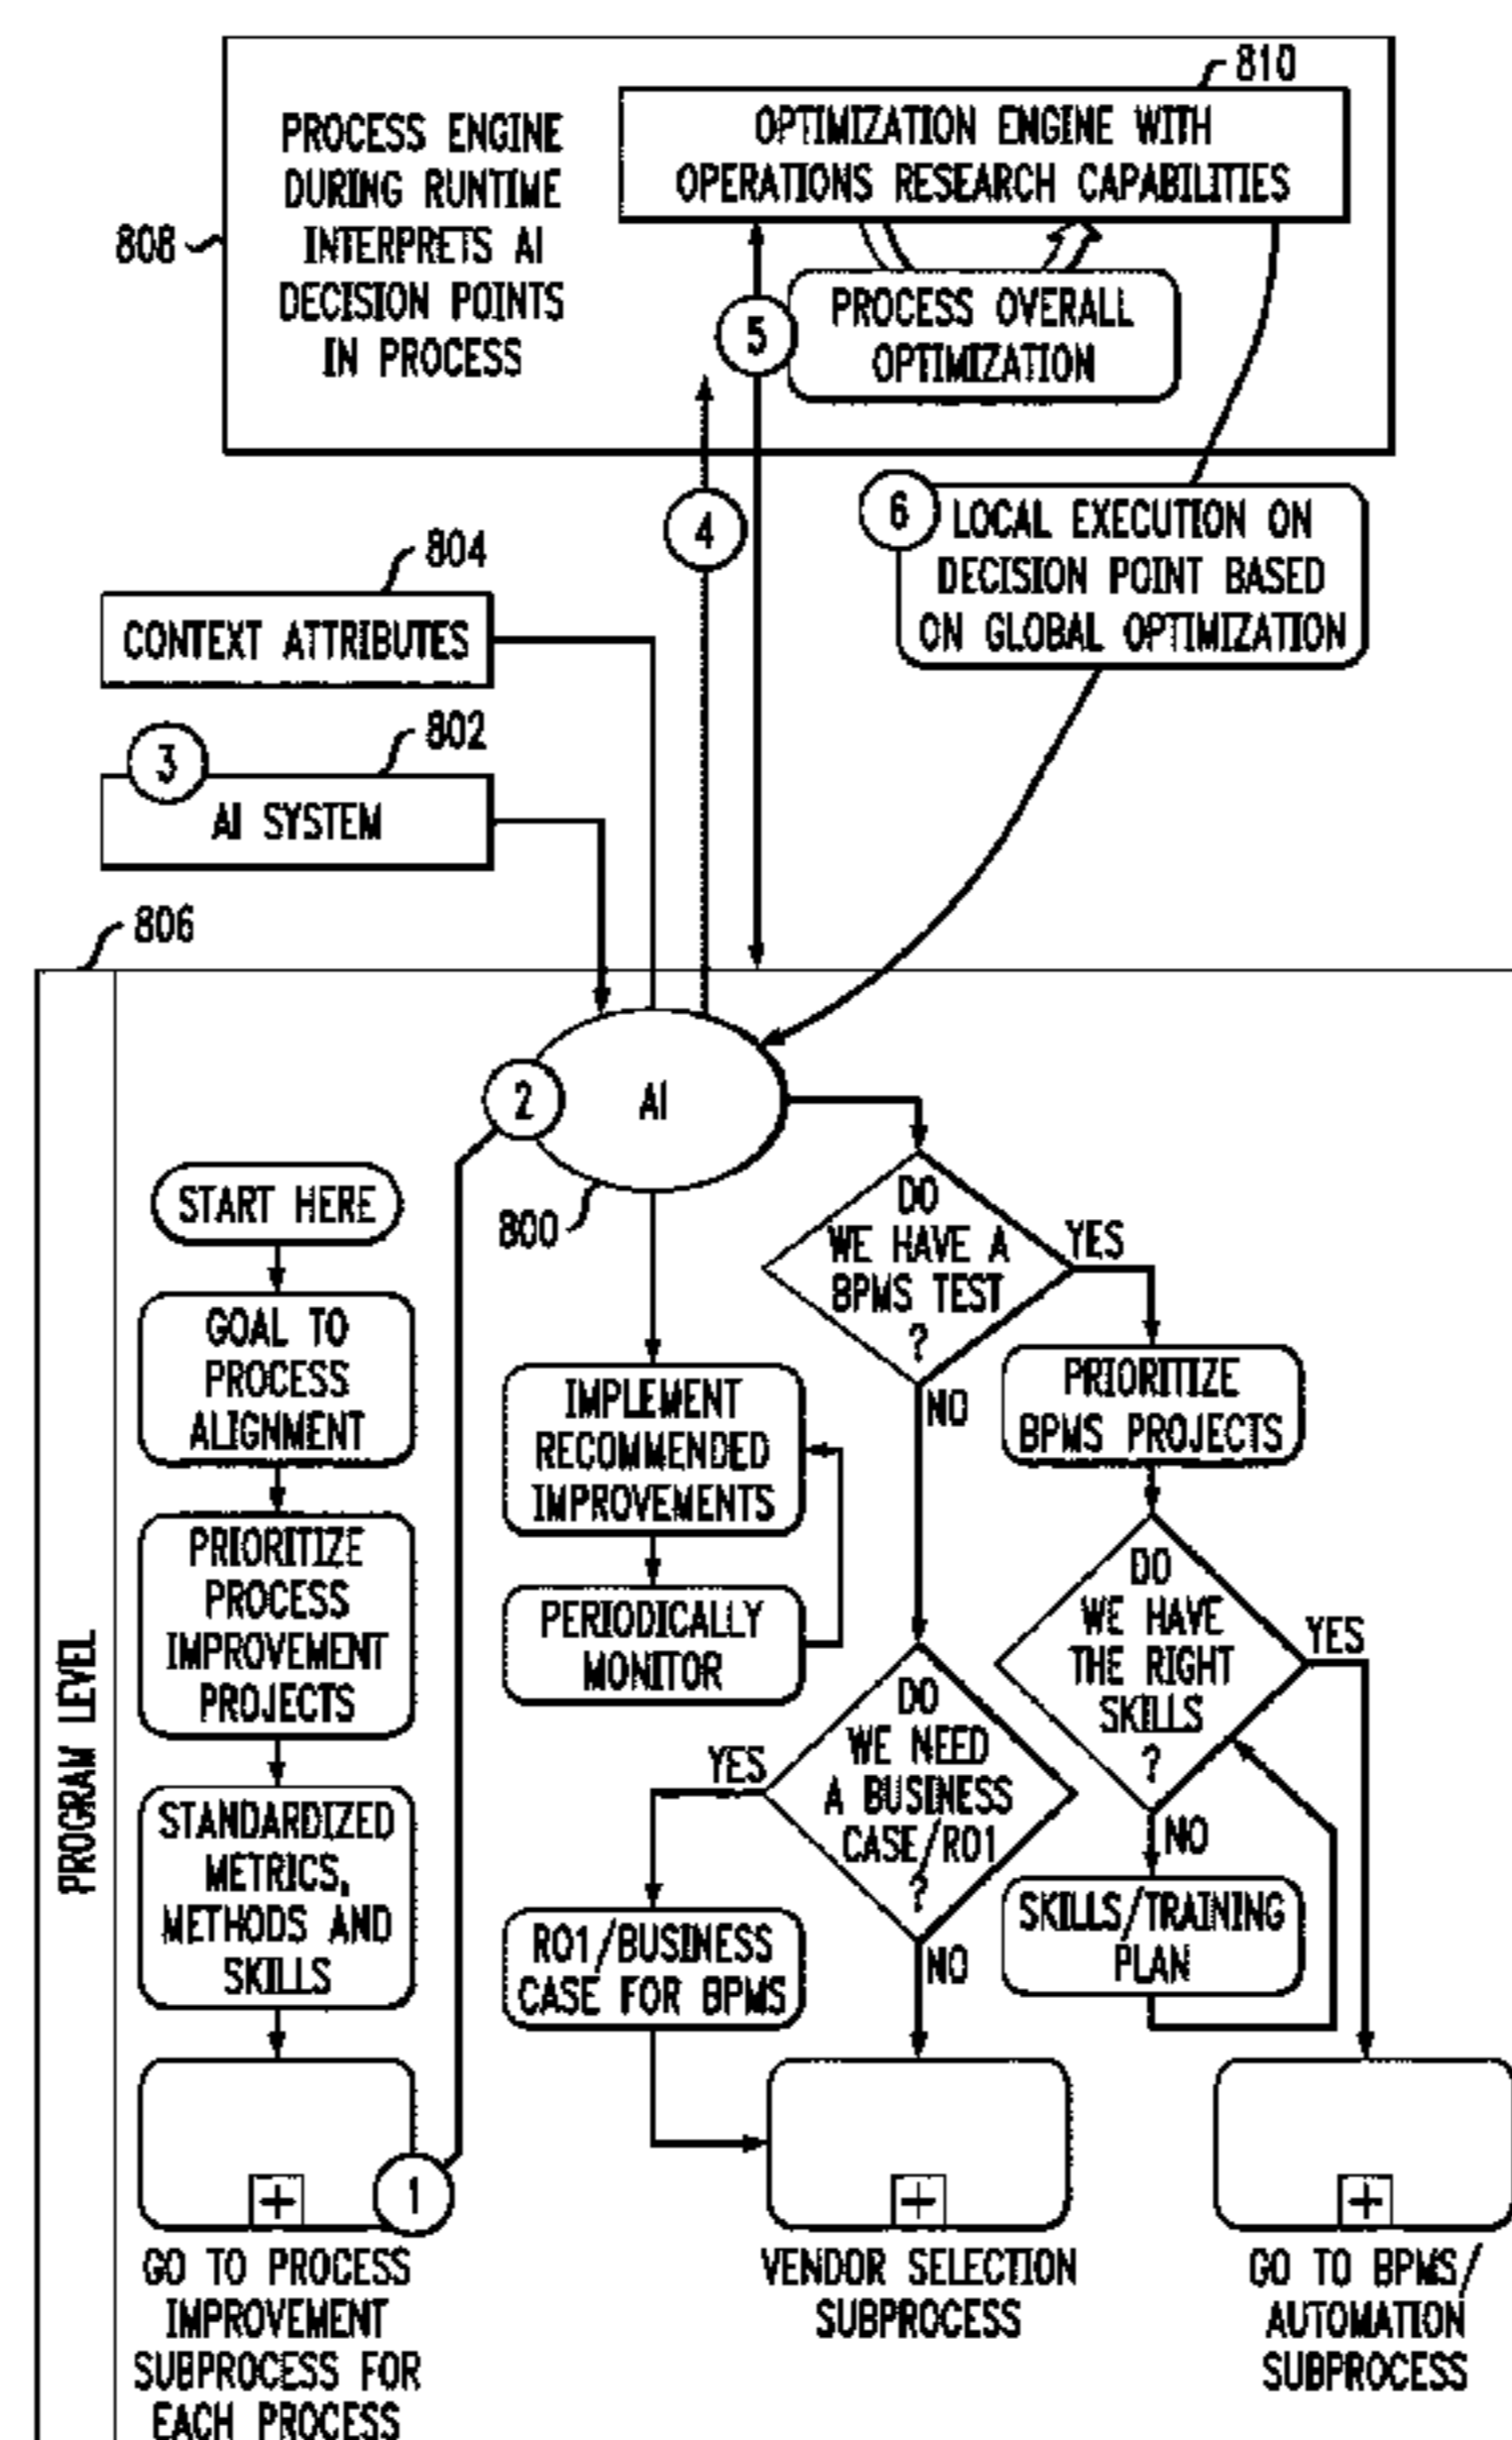 810
PROCESS ENGINE
DURING RUNTIME
INTERPRETS AI
DECISION POINTS
IN PROCESS
808
OPTIMIZATION ENGINE WITH
OPERATIONS RESEARCH CAPABILITIES
5
PROCESS OVERALL
OPTIMIZATION
4
6
LOCAL EXECUTION ON
DECISION POINT BASED
ON GLOBAL OPTIMIZATION
804
CONTEXT ATTRIBUTES
802
3
AI SYSTEM
806
PROGRAM LEVEL
2
AI
800
START HERE
GOAL TO
PROCESS
ALIGNMENT
PRIORITIZE
PROCESS
IMPROVEMENT
PROJECTS
STANDARDIZED
METRICS,
METHODS AND
SKILLS
+
1
GO TO PROCESS
IMPROVEMENT
SUBPROCESS FOR
EACH PROCESS
IMPLEMENT
RECOMMENDED
IMPROVEMENTS
PERIODICALLY
MONITOR
DO
WE HAVE A
BPMS TEST
?
YES
NO
PRIORITIZE
BPMS PROJECTS
DO
WE HAVE
THE RIGHT
SKILLS
?
YES
NO
SKILLS/TRAINING
PLAN
DO
WE NEED
A BUSINESS
CASE/RO1
?
YES
NO
RO1/BUSINESS
CASE FOR BPMS
+
VENDOR SELECTION
SUBPROCESS
+
GO TO BPMS/
AUTOMATION
SUBPROCESS